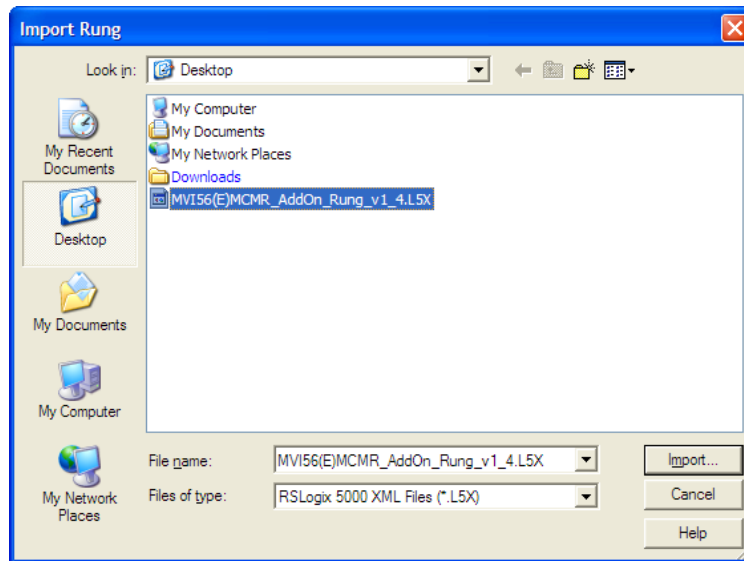 Import Rung
Look in:
Desktop
My Recent
Documents
Desktop
My Documents
My Computer
My Network
Places
My Computer
My Documents
My Network Places
Downloads
MVI56(E)MCMR_AddOn_Rung_v1_4.L5X
File name:
MVI56(E)MCMR_AddOn_Rung_v1_4.L5X
Import...
Files of type:
RSLogix 5000 XML Files (*.L5X)
Cancel
Help